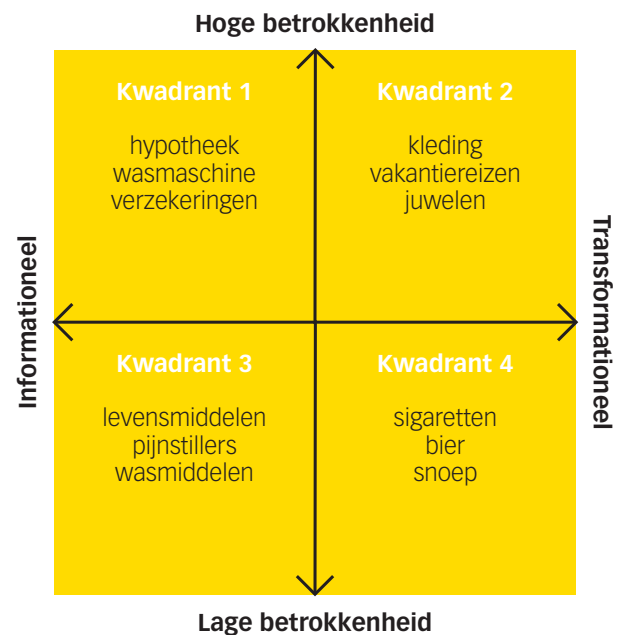 Hoge betrokkenheid
Kwadrant 1
hypotheek
wasmaschine
verzekeringen
Kwadrant 2
kleding
vakantiereizen
juwelen
Informationeel
Transformationeel
Kwadrant 3
levensmiddelen
pijnstillers
wasmiddelen
Kwadrant 4
sigaretten
bier
snoep
Lage betrokkenheid